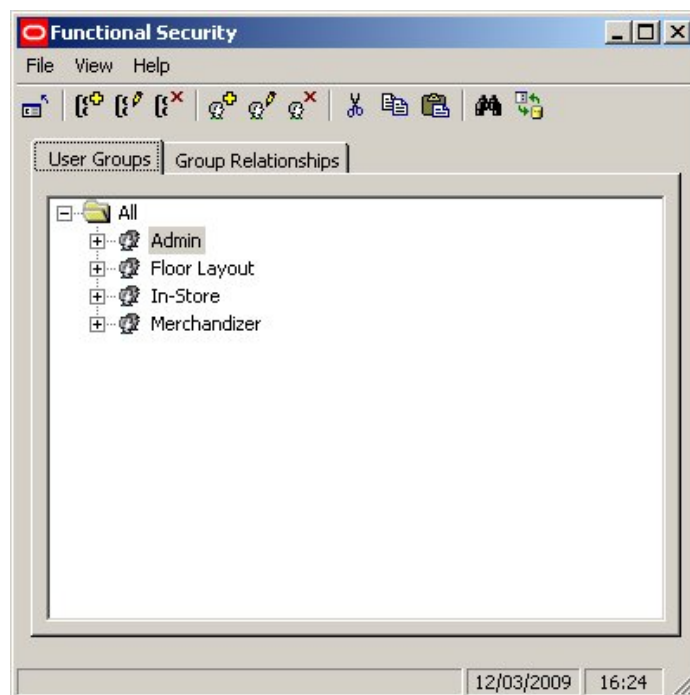 Functional Security
File View Help
User Groups Group Relationships
All
Admin
Floor Layout
In-Store
Merchandizer
12/03/2009 16:24